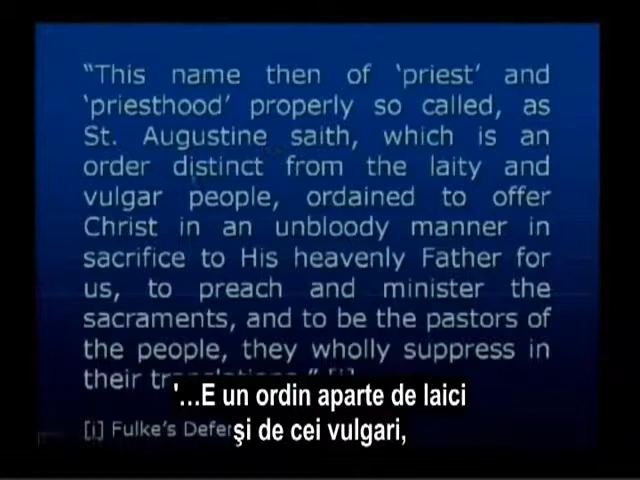 “This name then of ‘priest’ and
‘priesthood’ properly so called, as
St. Augustine saith, which is an
order distinct from the laity and
vulgar people, ordained to offer
Christ in an unbloody manner in
sacrifice to His heavenly Father for
us, to preach and minister the
sacraments, and to be the pastors of
the people, they wholly suppress in
their
'...E un ordin aparte de laici
[i] Fulke’s
şi de cei vulgari,